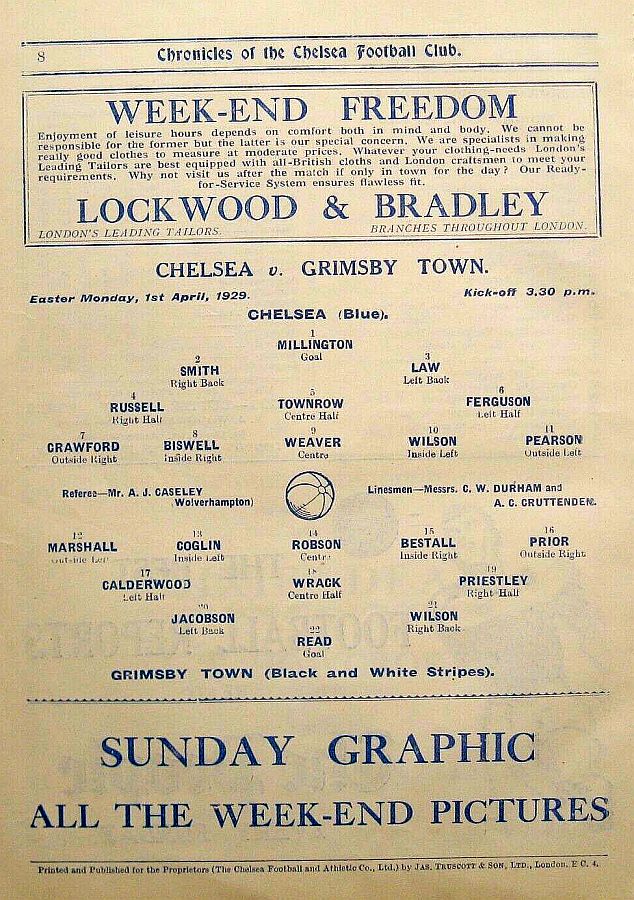 8
Chronicles of the Chelsea Football Club.
WEEK-END FREEDOM
Enjoyment of leisure hours depends on comfort both in mind and body. We cannot be
responsible for the former but the latter is our special concern. We are specialists in making
really good clothes to measure at moderate prices. Whatever your clothing-needs London's
Leading Tailors are best equipped with all-British cloths and London craftsmen to meet your
requirements. Why not visit us after the match if only in town for the day? Our Ready-
for-Service System ensures flawless fit.
LOCKWOOD & BRADLEY
LONDON'S LEADING TAILORS. BRANCHES THROUGHOUT LONDON.
CHELSEA v. GRIMSBY TOWN.
Easter Monday, 1st April, 1929. Kick-off 3.30 p.m.
CHELSEA (Blue).
1
MILLINGTON
Goal
2 3
SMITH LAW
Right Back Left Back
4 5 6
RUSSELL TOWNROW FERGUSON
Right Half Centre Half Left Half
7 8 9 10 11
CRAWFORD BISWELL WEAVER WILSON PEARSON
Outside Right Inside Right Centre Inside Left Outside Left
Referee—Mr. A. J. CASELEY Linesmen—Messrs. C. W. DURHAM and
Wolverhampton) A. C. CRUTTENDEN.
12 13 14 15 16
MARSHALL COGLIN ROBSON BESTALL PRIOR
Outside Left Inside Left Centre Inside Right Outside Right
17 18 19
CALDERWOOD WRACK PRIESTLEY
Left Half Centre Half Right Half
20 21
JACOBSON WILSON
Left Back Right Back
22
READ
Goal
GRIMSBY TOWN (Black and White Stripes).
SUNDAY GRAPHIC
ALL THE WEEK-END PICTURES
Printed and Published for the Proprietors (The Chelsea Football and Athletic Co., Ltd.) by JAS. TRUSCOTT & SON, LTD., London. E C. 4.